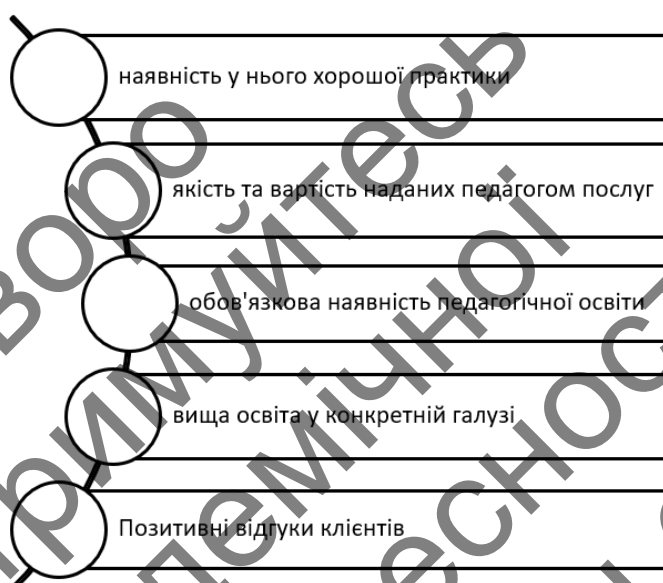 наявність у нього хорошої практики
якість та вартість наданих педагогом послуг
обов'язкова наявність педагогічної освіти
вища освіта у конкретній галузі
Позитивні відгуки клієнтів